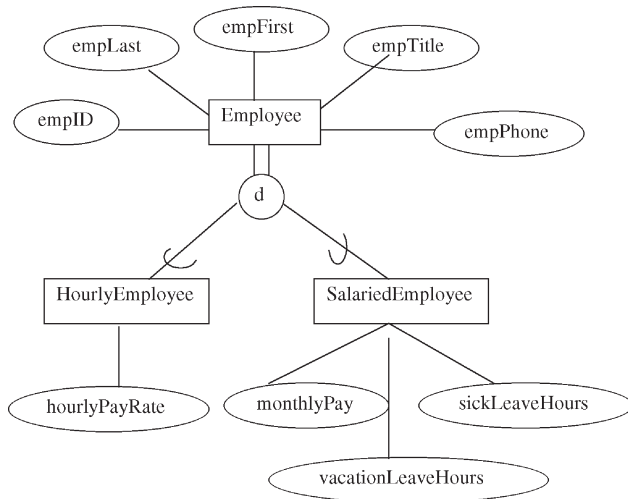 empFirst
empLast
empTitle
empID
Employee
empPhone
d
HourlyEmployee
SalariedEmployee
hourlyPayRate
monthlyPay
sickLeaveHours
vacationLeaveHours